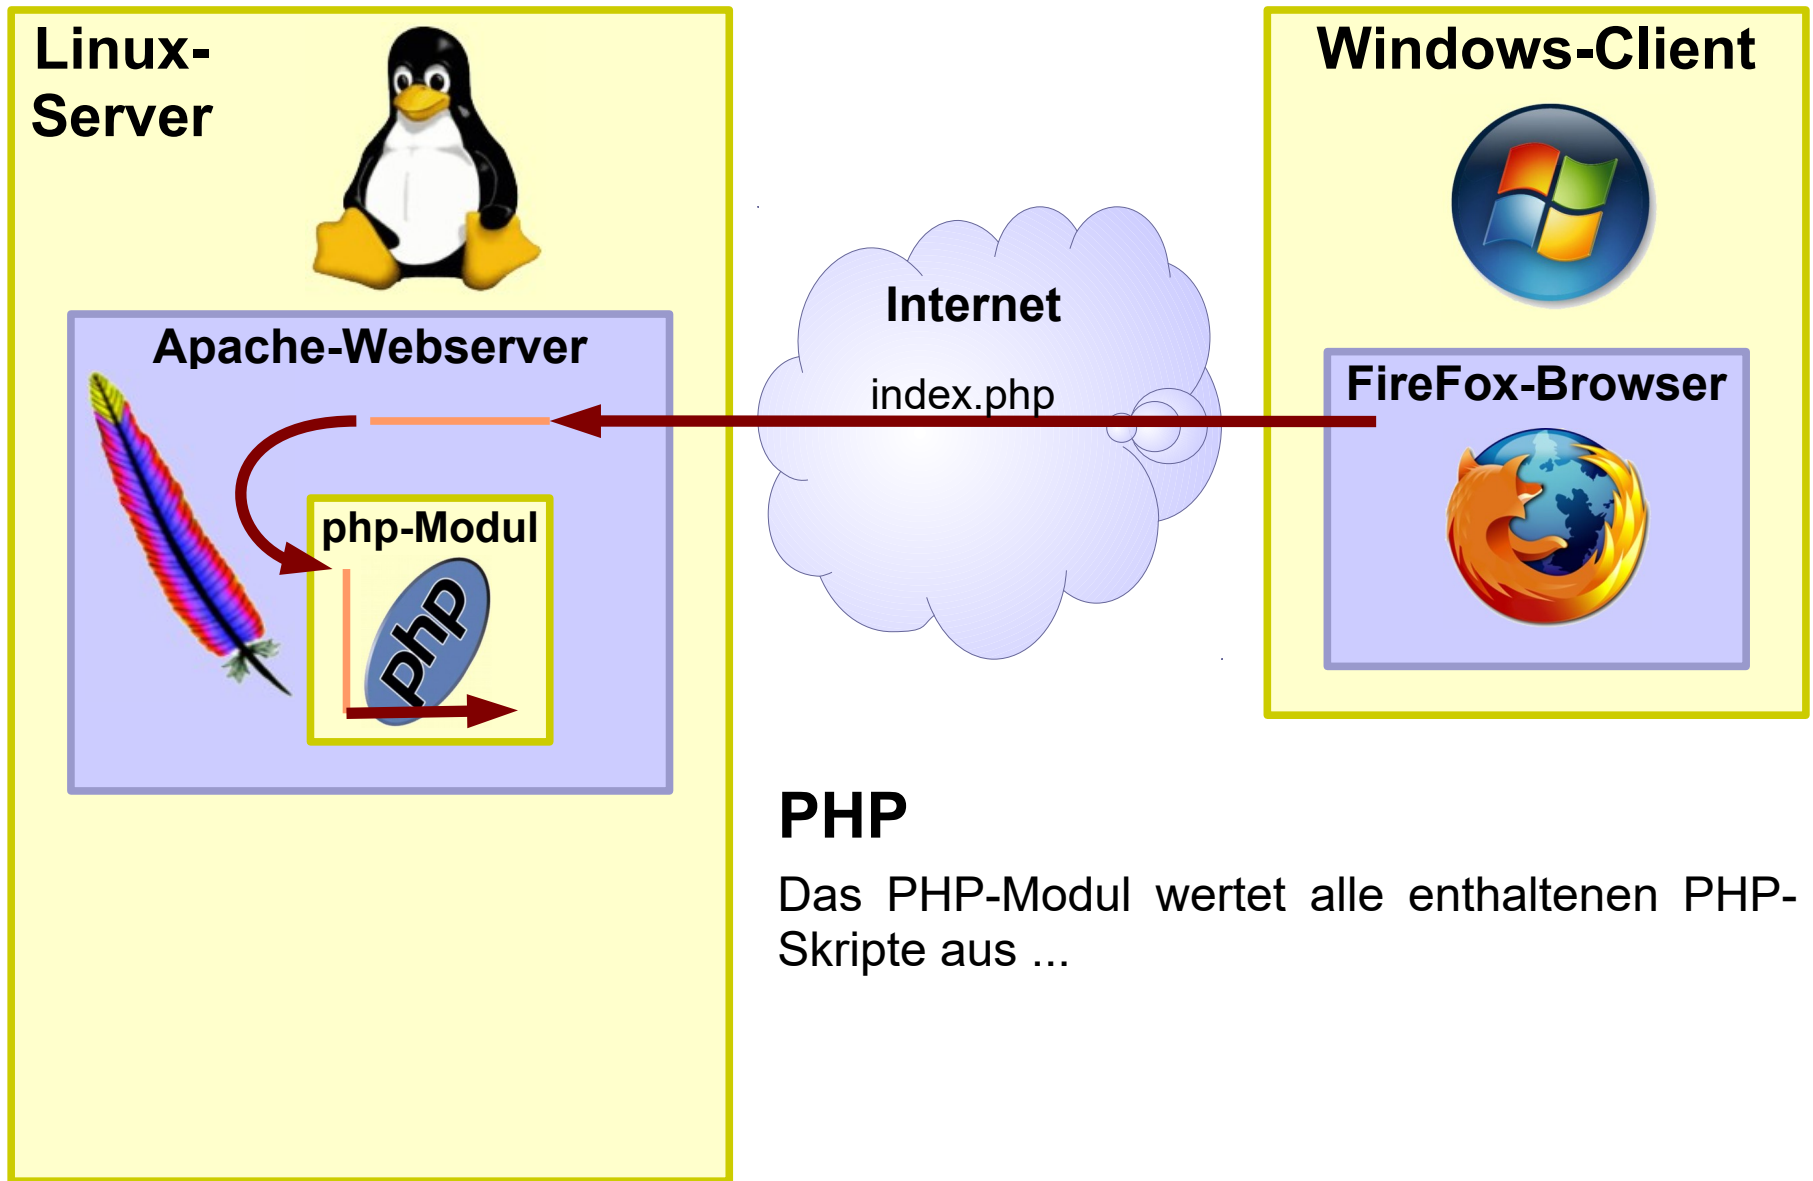 Linux-
Server
Windows-Client
Internet
index.php
Apache-Webserver
FireFox-Browser
php-Modul
php
PHP
Das PHP-Modul wertet alle enthaltenen PHP-
Skripte aus ...